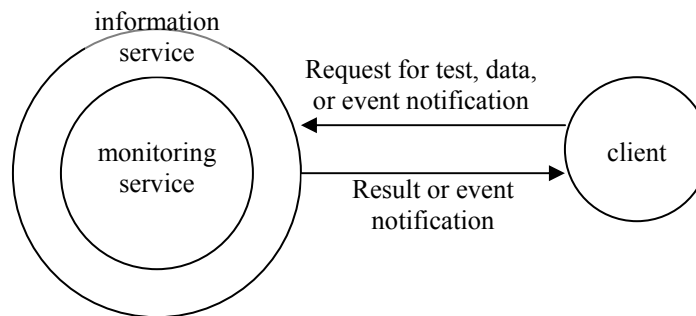 information
service
Request for test, data,
or event notification
monitoring
service
client
Result or event
notification